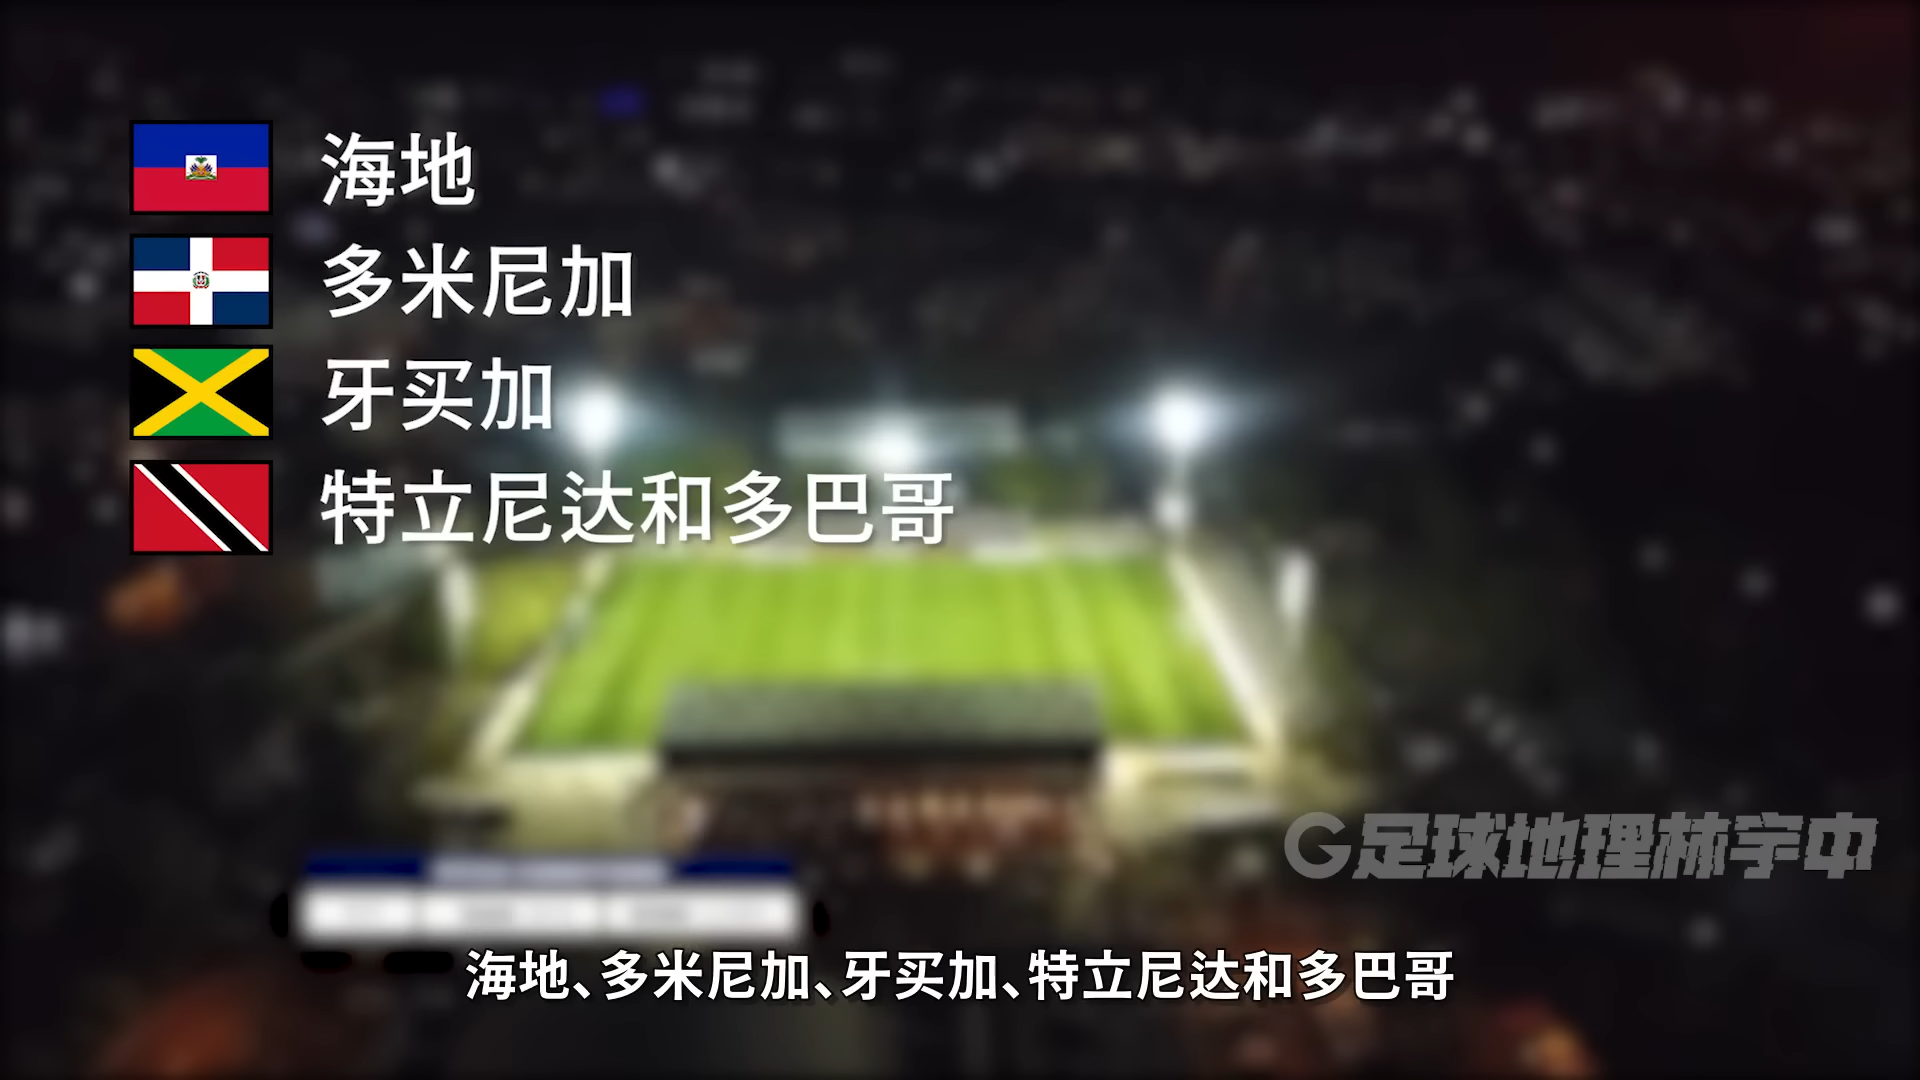 海地
多米尼加
牙买加
特立尼达和多巴哥
G足球地理林字中
海地、多米尼加、牙买加、特立尼达和多巴哥